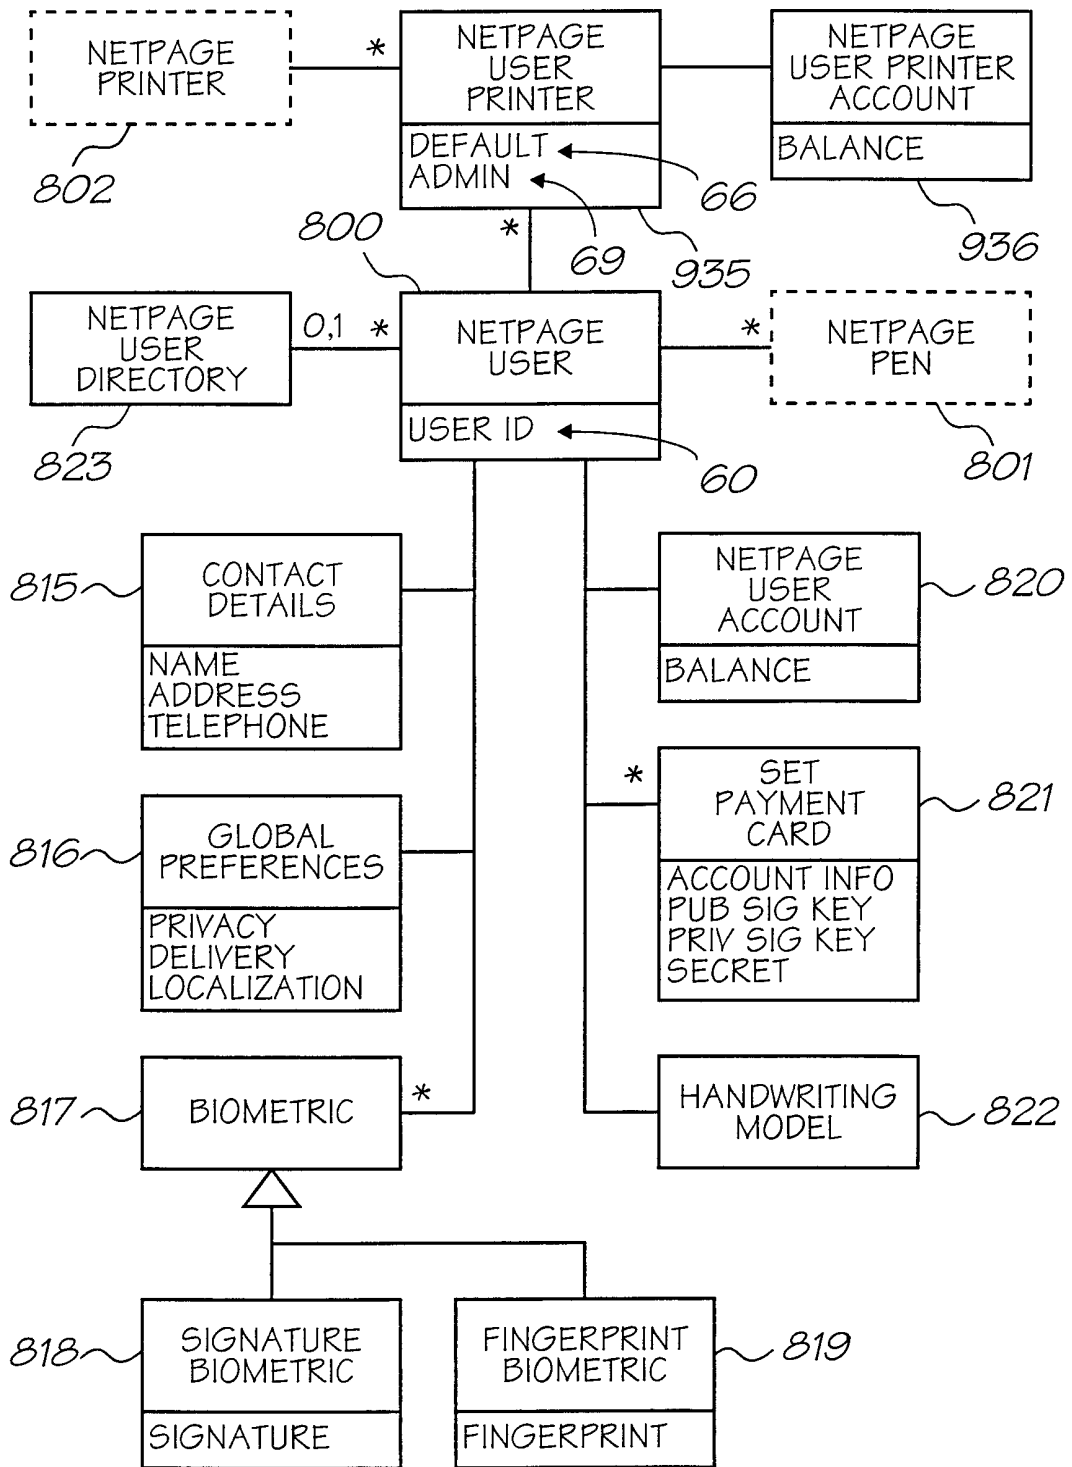 NETPAGE
PRINTER
802
*
NETPAGE
USER
PRINTER
DEFAULT
ADMIN
66
69
935
NETPAGE
USER PRINTER
ACCOUNT
BALANCE
936
*
800
NETPAGE
USER
DIRECTORY
823
0,1 *
NETPAGE
USER
USER ID
60
*
NETPAGE
PEN
801
815
CONTACT
DETAILS
NAME
ADDRESS
TELEPHONE
NETPAGE
USER
ACCOUNT
BALANCE
820
816
GLOBAL
PREFERENCES
PRIVACY
DELIVERY
LOCALIZATION
*
SET
PAYMENT
CARD
ACCOUNT INFO
PUB SIG KEY
PRIV SIG KEY
SECRET
821
817
BIOMETRIC
*
HANDWRITING
MODEL
822
818
SIGNATURE
BIOMETRIC
SIGNATURE
FINGERPRINT
BIOMETRIC
FINGERPRINT
819